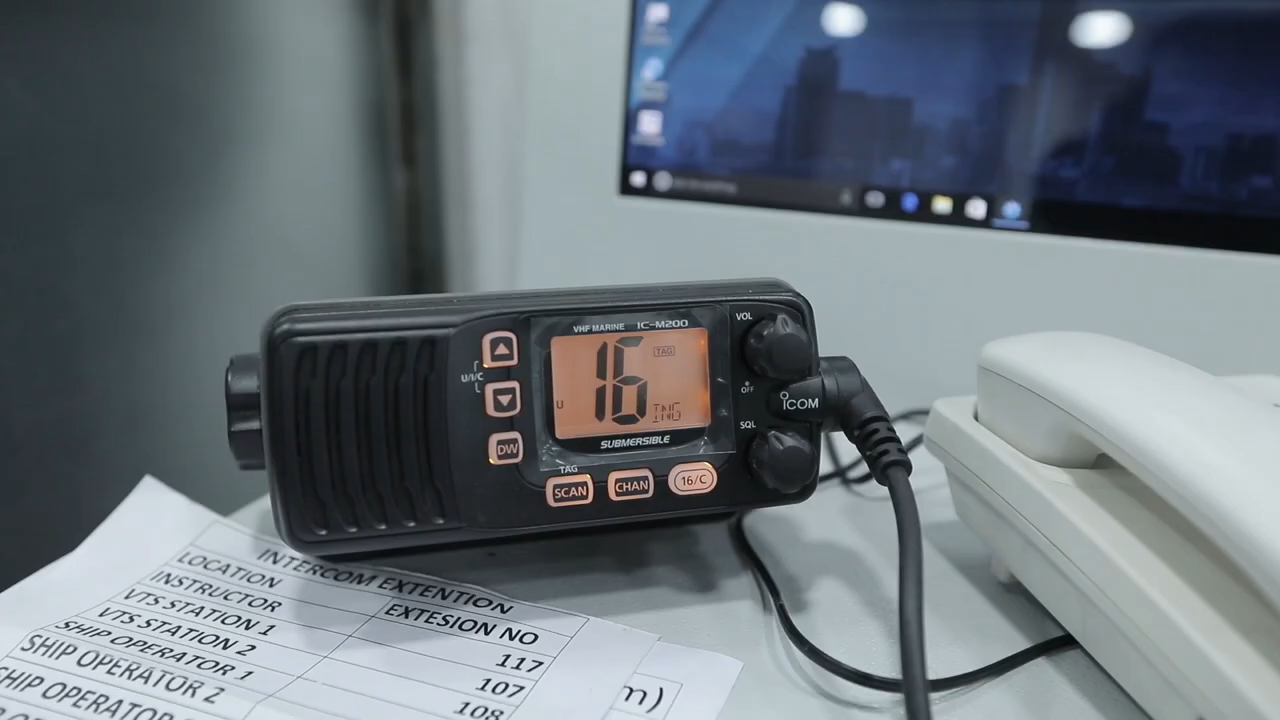 VHF MARINE IC-M200
VOL
16
TAG
U/I/C
U
ING
OFF
ICOM
SUBMERSIBLE
SQL
DW
TAG
SCAN
CHAN
16/C
INTERCOM EXTENTION
LOCATION
EXTESION NO
INSTRUCTOR
117
VTS STATION 1
107
VTS STATION 2
108
SHIP OPERATOR 1
SHIP OPERATOR 2
SHIP OPERATOR
m)